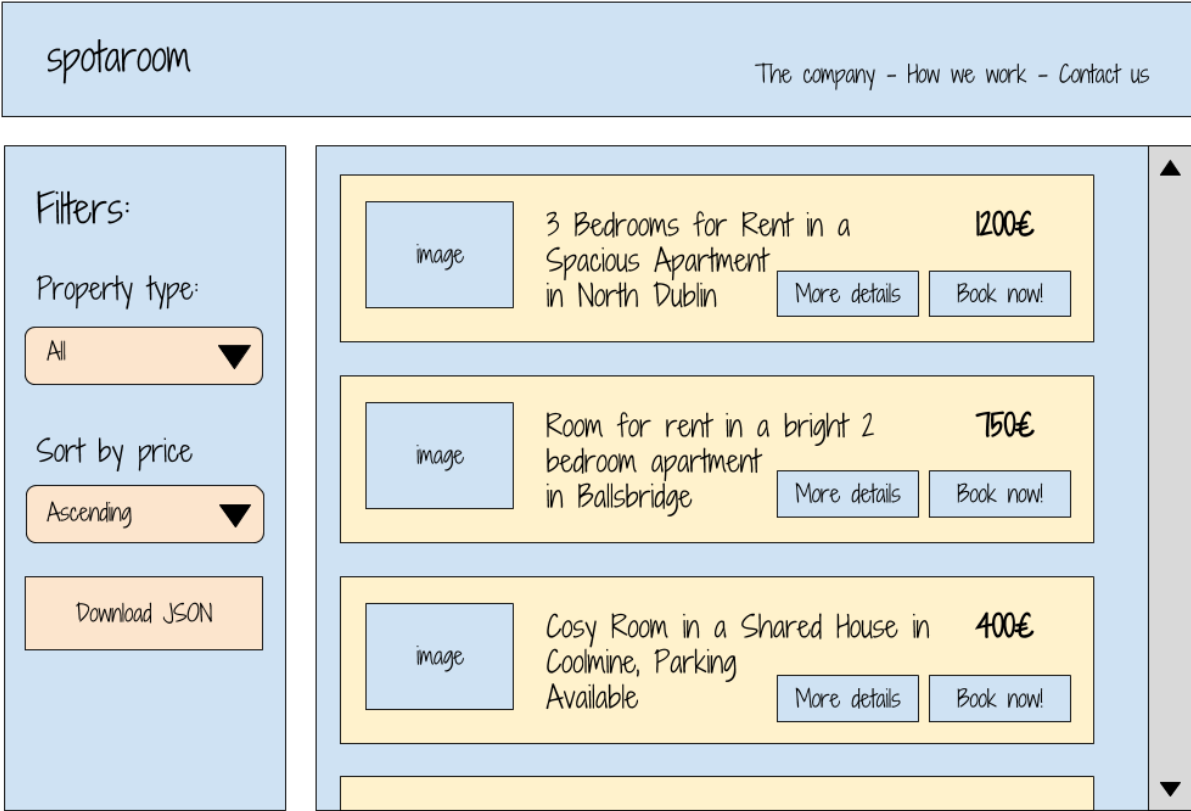 spotaroom
The company - How we work - Contact us
Filters:
Property type:
All
Sort by price
Ascending
Download JSON
image
3 Bedrooms for Rent in a
Spacious Apartment
in North Dublin
1200€
More details
Book now!
image
Room for rent in a bright 2
bedroom apartment
in Ballsbridge
750€
More details
Book now!
image
Cosy Room in a Shared House in
Coolmine, Parking
Available
400€
More details
Book now!